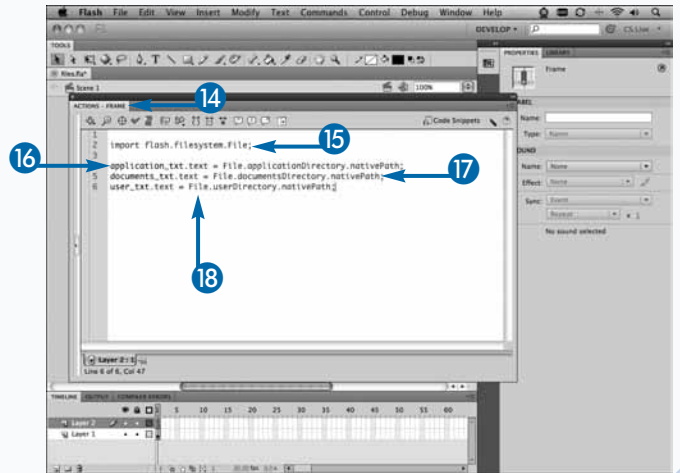 Flash File Edit View Insert Modify Text Commands Control Debug Window Help
DEVELOP
CS Live
TOOLS
files.fla*
Scene 1
100%
PROPERTIES LIBRARY
Frame
ACTIONS - FRAME
14
Code Snippets
1
2 import flash.filesystem.File;
15
3
16
4 application_txt.text = File.applicationDirectory.nativePath;
5 documents_txt.text = File.documentsDirectory.nativePath;
17
6 user_txt.text = File.userDirectory.nativePath;
18
LABEL
Name:
Type: Name
SOUND
Name: None
Effect: None
Sync: Event
Repeat x 1
No sound selected
Layer 2 : 1
Line 6 of 6, Col 47
TIMELINE OUTPUT COMPILER ERRORS
5 10 15 20 25 30 35 40 45 50 55 60
Layer 2
Layer 1
1